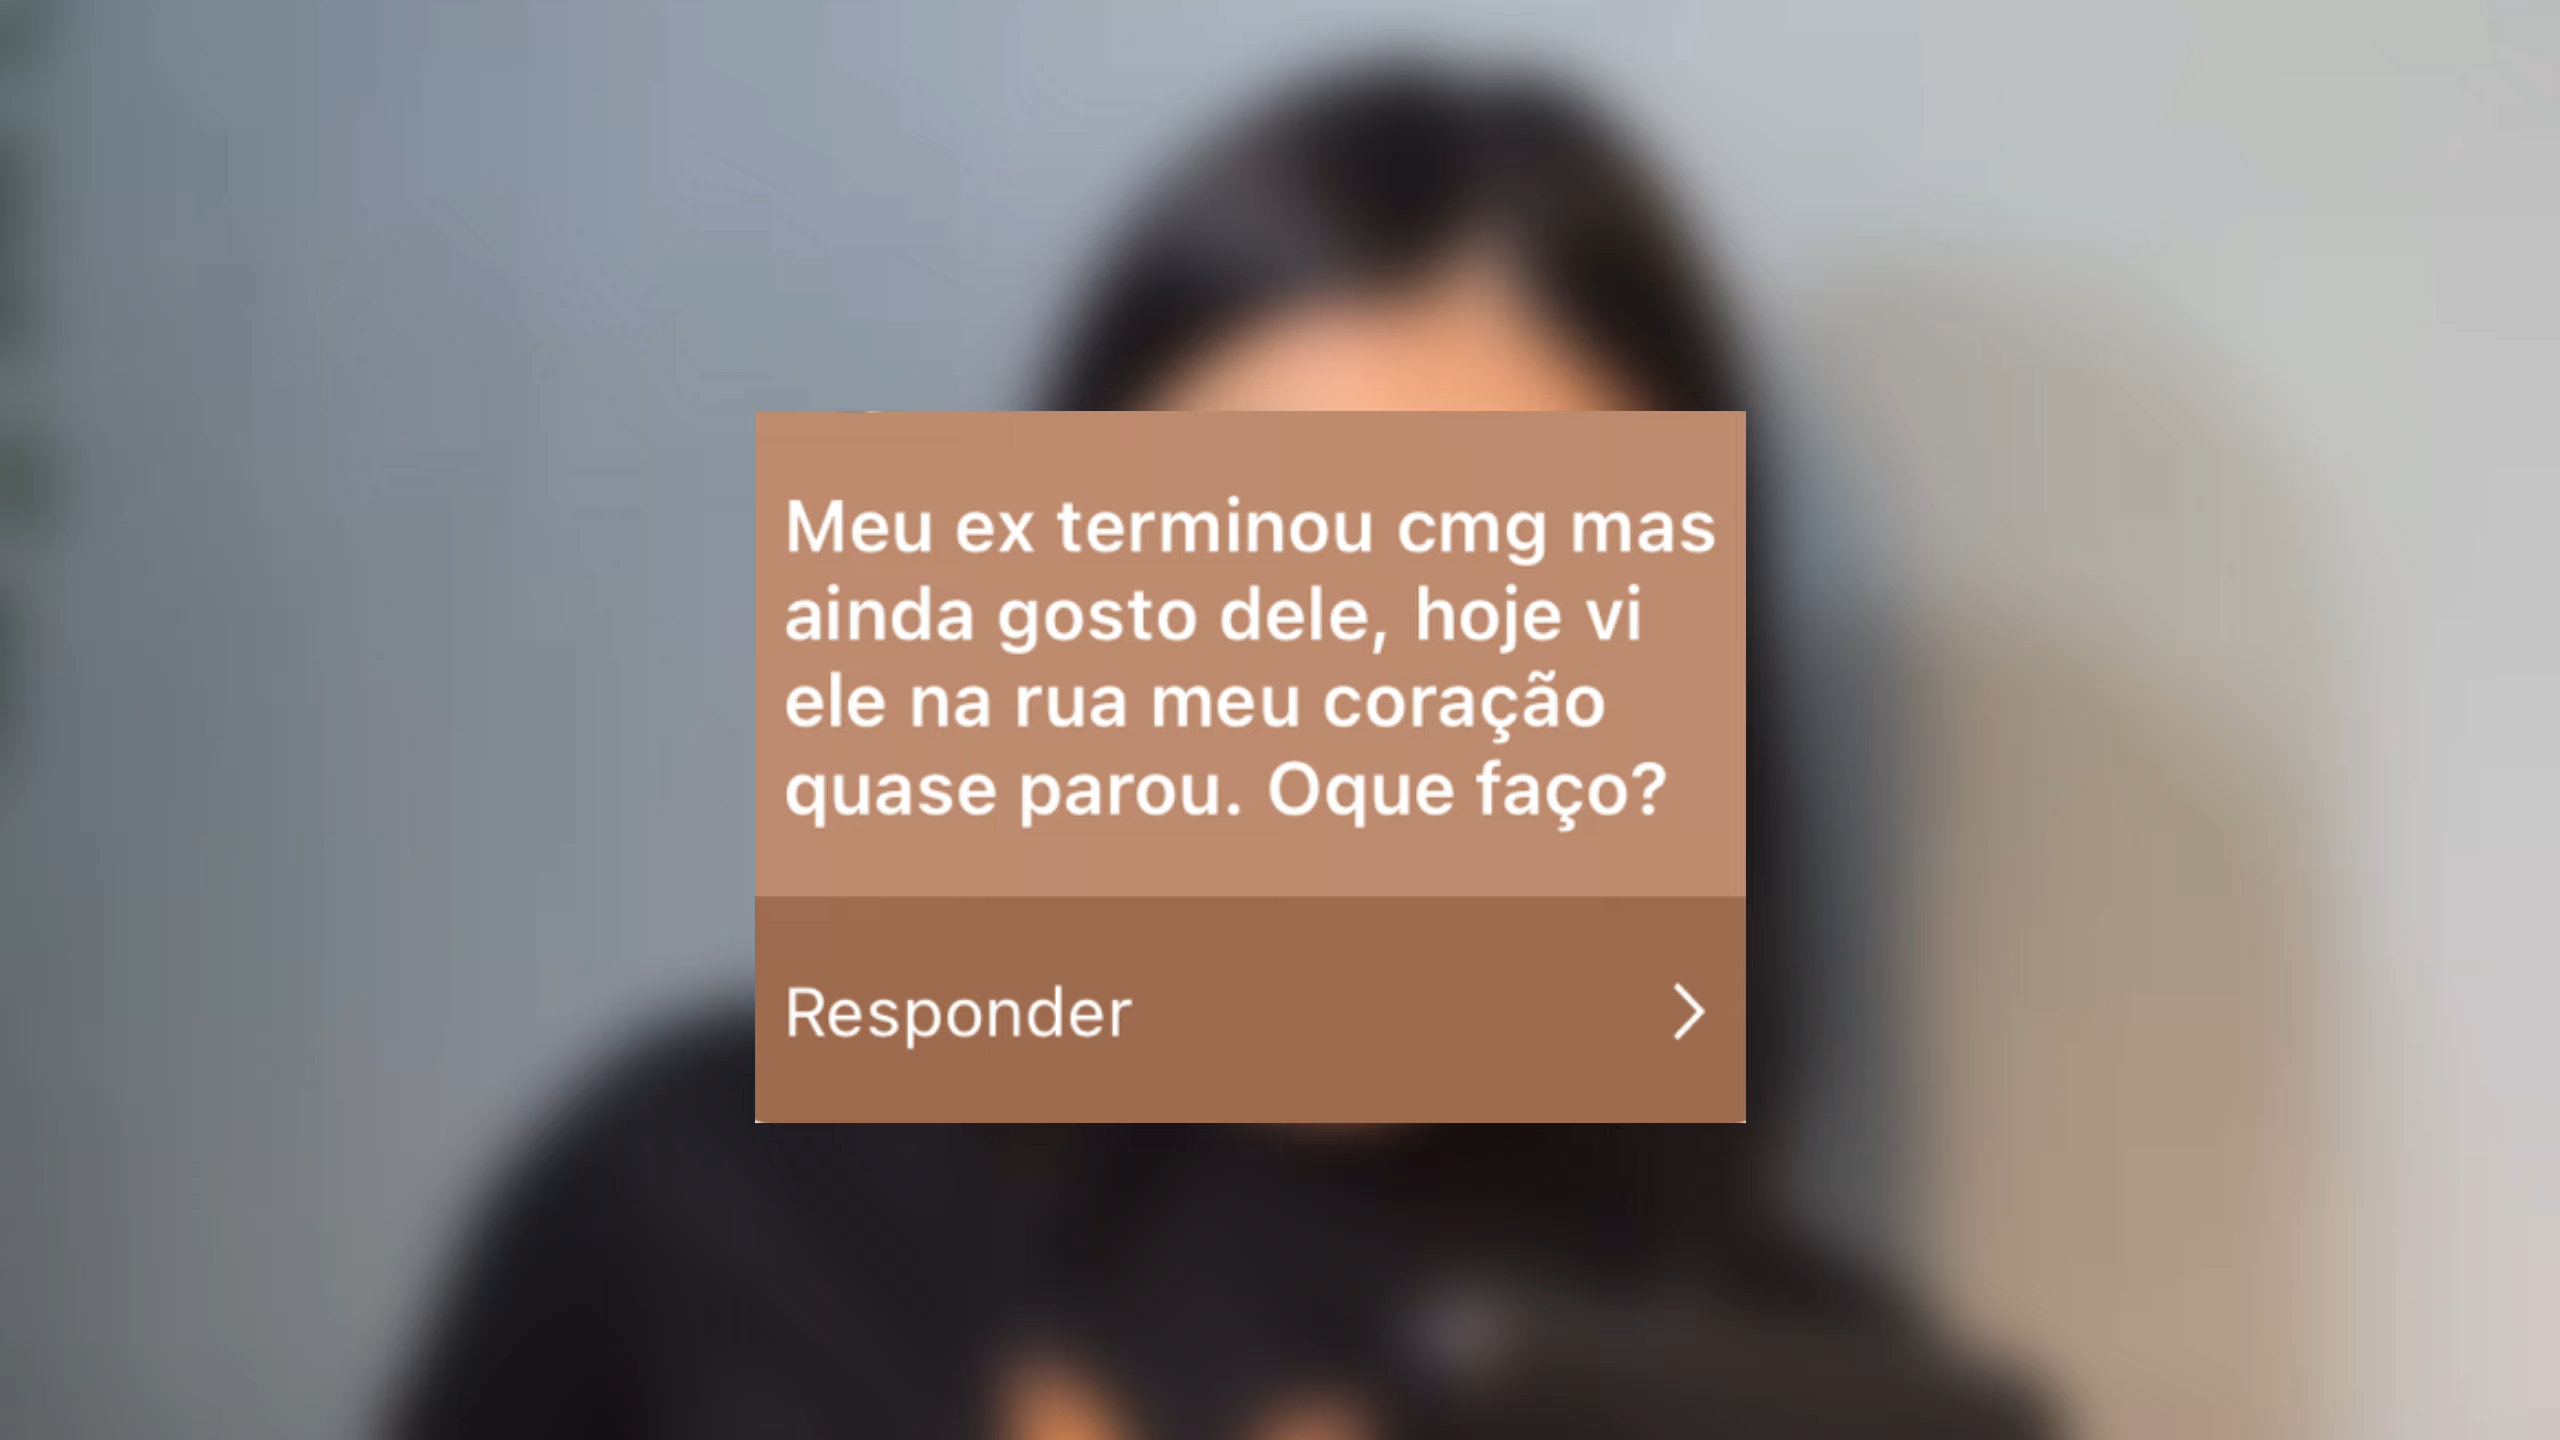 Meu ex terminou cmg mas
ainda gosto dele, hoje vi
ele na rua meu coração
quase parou. Oque faço?
Responder